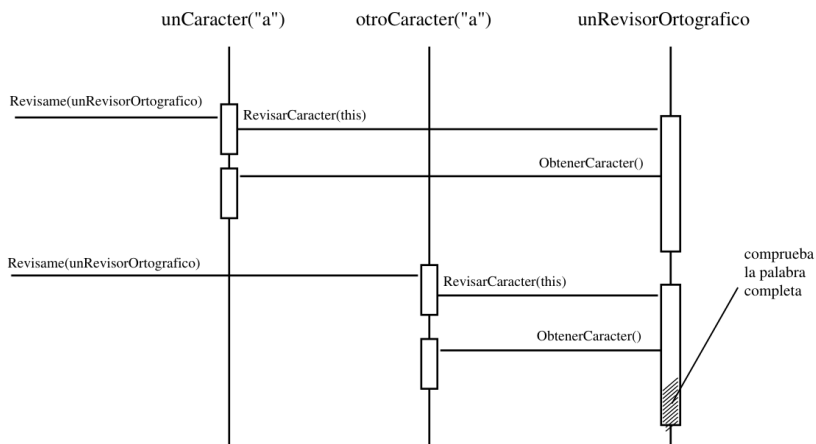 unCaracter("a")
otroCaracter("a")
unRevisorOrtografico
Revisame(unRevisorOrtografico)
RevisarCaracter(this)
ObtenerCaracter()
Revisame(unRevisorOrtografico)
RevisarCaracter(this)
ObtenerCaracter()
comprueba
la palabra
completa